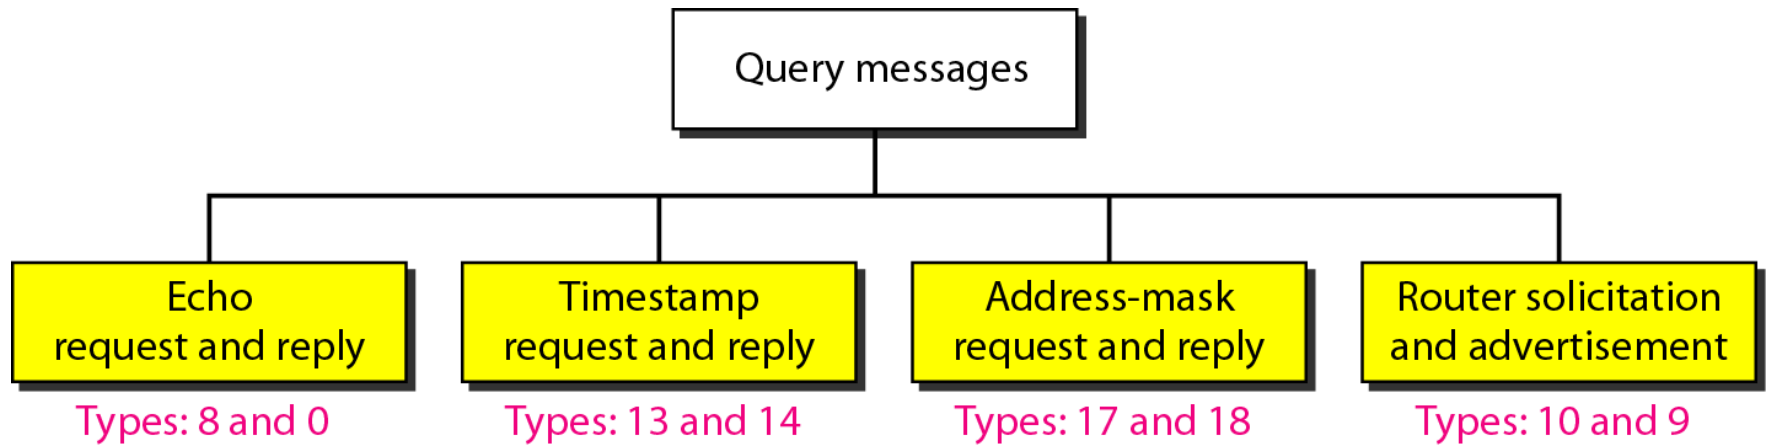 Query messages
Echo
request and reply
Types: 8 and 0
Timestamp
request and reply
Types: 13 and 14
Address-mask
request and reply
Types: 17 and 18
Router solicitation
and advertisement
Types: 10 and 9